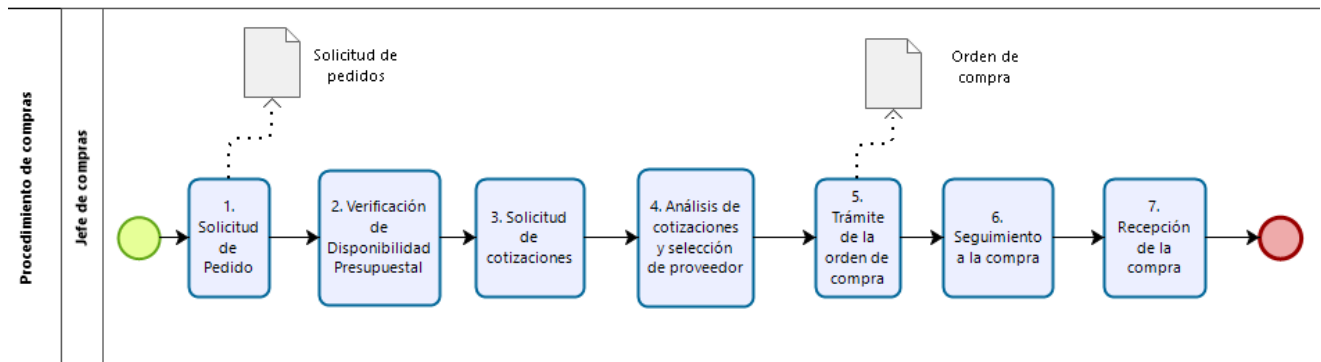 Procedimiento de compras
Jefe de compras
Solicitud de
pedidos
Orden de
compra
1.
Solicitud
de
Pedido
2. Verificación
de
Disponibilidad
Presupuestal
3. Solicitud
de
cotizaciones
4. Análisis de
cotizaciones
y selección
de proveedor
5.
Trámite
de la
orden de
compra
6.
Seguimiento
a la compra
7.
Recepción
de la
compra